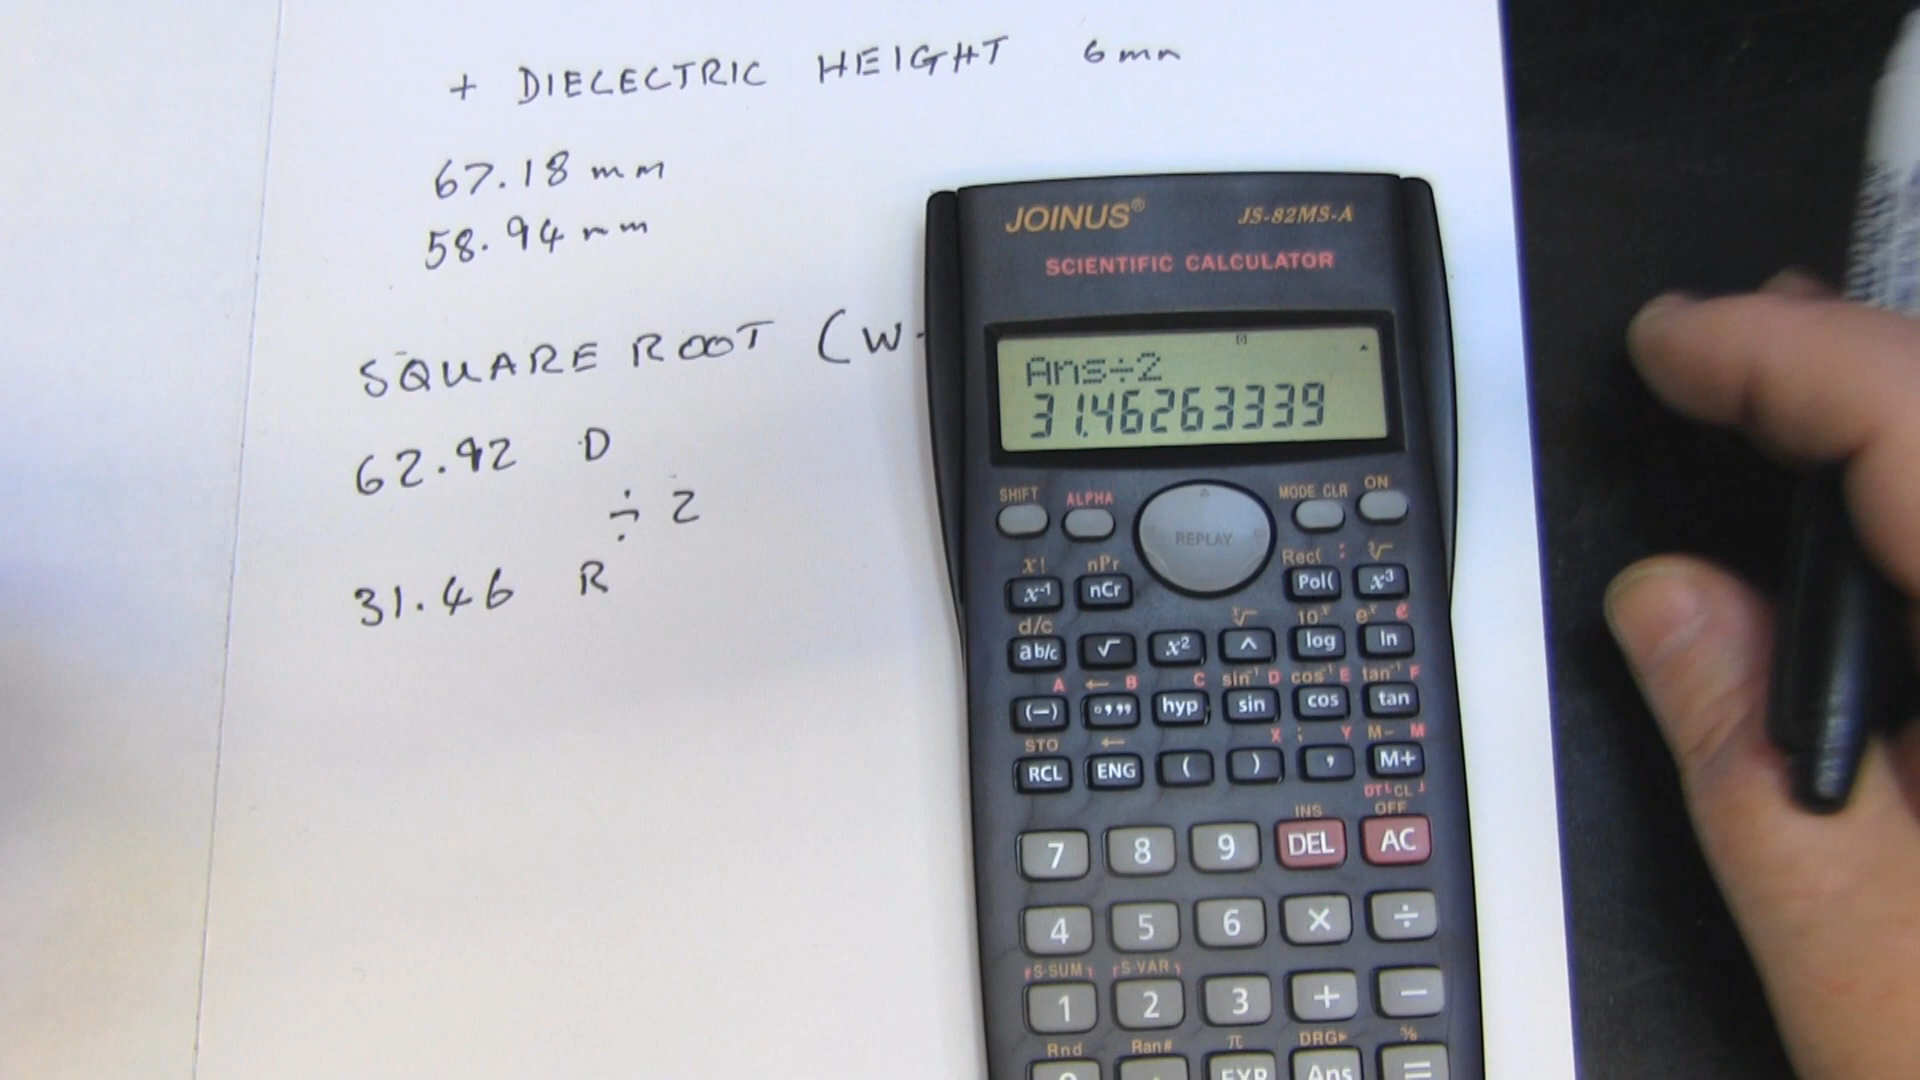 + DIELECTRIC HEIGHT 6mm
67.18 mm
58.94 mm
SQUARE ROOT (W
62.92 D
÷ 2
31.46 R
JOINUS® JS-82MS-A
SCIENTIFIC CALCULATOR
Ans÷2
31.46263339
SHIFT ALPHA MODE CLR ON
REPLAY
x! nPr Rec( : ³√
x⁻¹ nCr Pol( x³
d/c ˣ√ 10ˣ eˣ e
ab/c √ x² ^ log ln
A ← B C sin⁻¹ D cos⁻¹ E tan⁻¹ F
(−) °,,, hyp sin cos tan
STO ← X ; Y M− M
RCL ENG ( ) , M+
DT CL
INS OFF
7 8 9 DEL AC
4 5 6 × ÷
S-SUM S-VAR
1 2 3 + −
Rnd Ran# π DRG▸ %
EXP Ans =